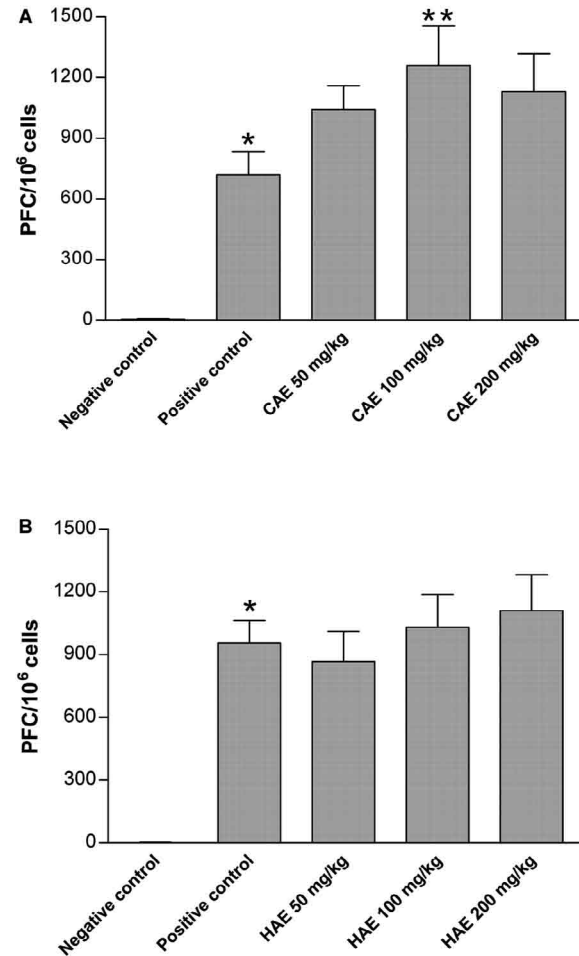 A
1500
**
1200
*
900
600
300
0
PFC/10⁶ cells
Negative control
Positive control
CAE 50 mg/kg
CAE 100 mg/kg
CAE 200 mg/kg
B
1500
1200
*
900
600
300
0
PFC/10⁶ cells
Negative control
Positive control
HAE 50 mg/kg
HAE 100 mg/kg
HAE 200 mg/kg